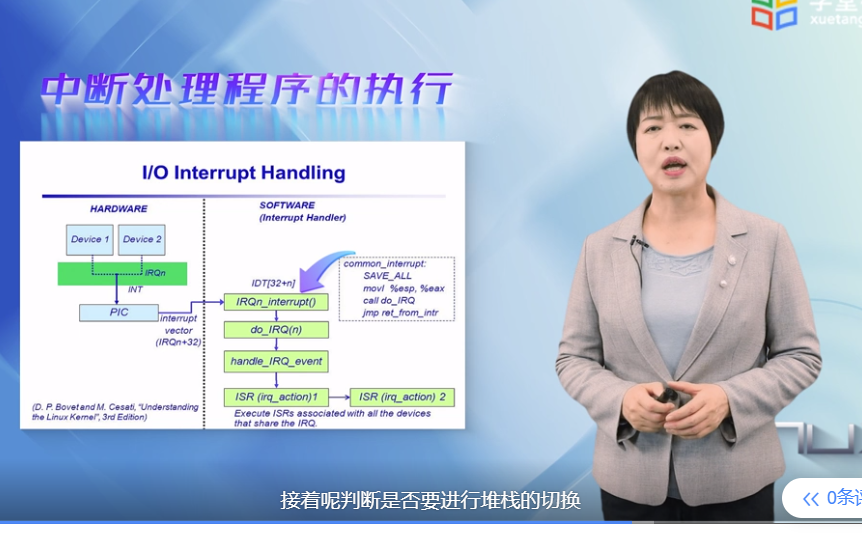 xuetang
中断处理程序的执行
I/O Interrupt Handling
HARDWARE
SOFTWARE
(Interrupt Handler)
Device 1
Device 2
IRQn
INT
PIC
interrupt
vector
(IRQn+32)
IDT[32+n]
IRQn_interrupt()
do_IRQ(n)
handle_IRQ_event
ISR (irq_action)1
ISR (irq_action) 2
Execute ISRs associated with all the devices
that share the IRQ.
common_interrupt:
SAVE_ALL
movl %esp, %eax
call do_IRQ
jmp ret_from_intr
(D. P. Bovet and M. Cesati, "Understanding
the Linux Kernel", 3rd Edition)
接着呢判断是否要进行堆栈的切换
0条评